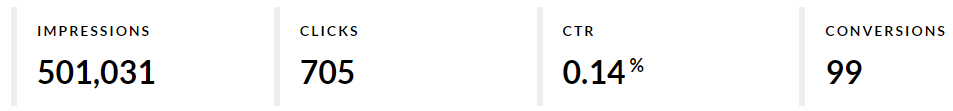 IMPRESSIONS
501,031
CLICKS
705
CTR
0.14%
CONVERSIONS
99